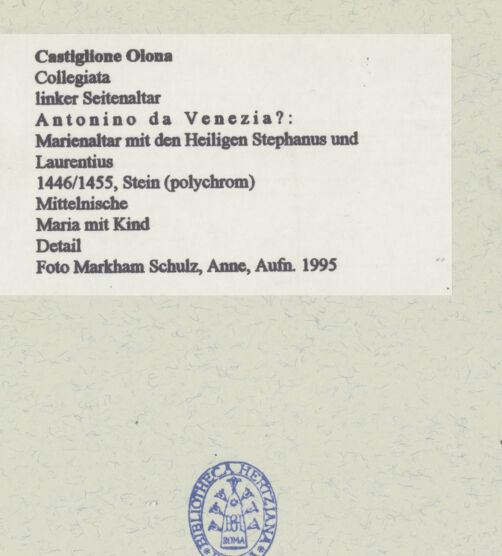 Castiglione Olona
Collegiata
linker Seitenaltar
Antonino da Venezia?:
Marienaltar mit den Heiligen Stephanus und
Laurentius
1446/1455, Stein (polychrom)
Mittelnische
Maria mit Kind
Detail
Foto Markham Schulz, Anne, Aufn. 1995
BIBLIOTHECA HERTZIANA
BH
ROMA